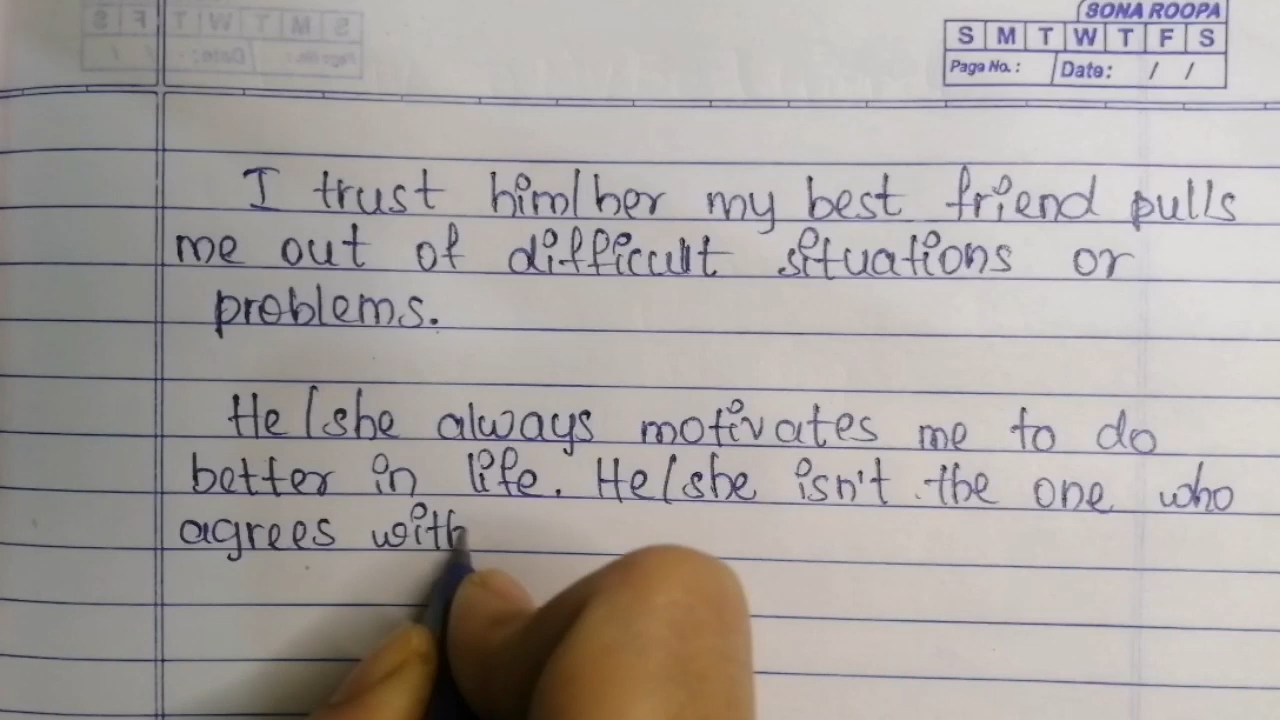 SONA ROOPA
S M T W T F S
Page No.: Date: / /
I trust him/her my best friend pulls
me out of difficult situations or
problems.
He/she always motivates me to do
better in life. He/she isn't the one who
agrees with